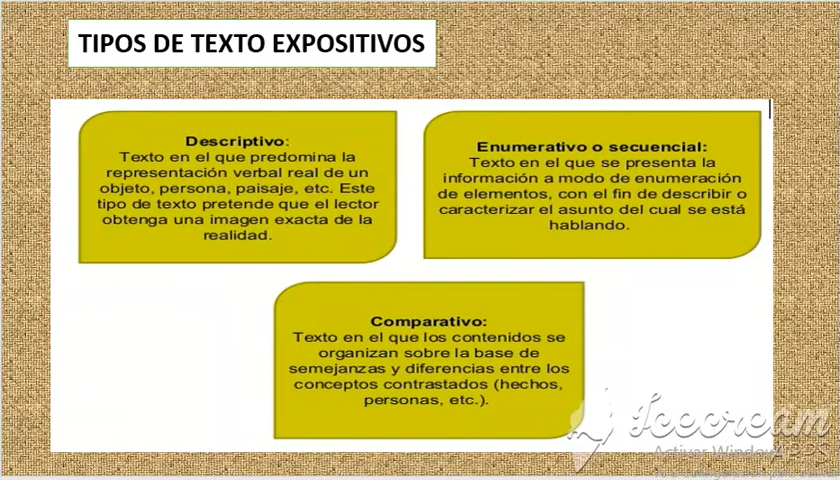 TIPOS DE TEXTO EXPOSITIVOS
Descriptivo:
Texto en el que predomina la
representación verbal real de un
objeto, persona, paisaje, etc. Este
tipo de texto pretende que el lector
obtenga una imagen exacta de la
realidad.
Enumerativo o secuencial:
Texto en el que se presenta la
información a modo de enumeración
de elementos, con el fin de describir o
caracterizar el asunto del cual se está
hablando.
Comparativo:
Texto en el que los contenidos se
organizan sobre la base de
semejanzas y diferencias entre los
conceptos contrastados (hechos,
personas, etc.).
Icecream
Activar Windows
APPS